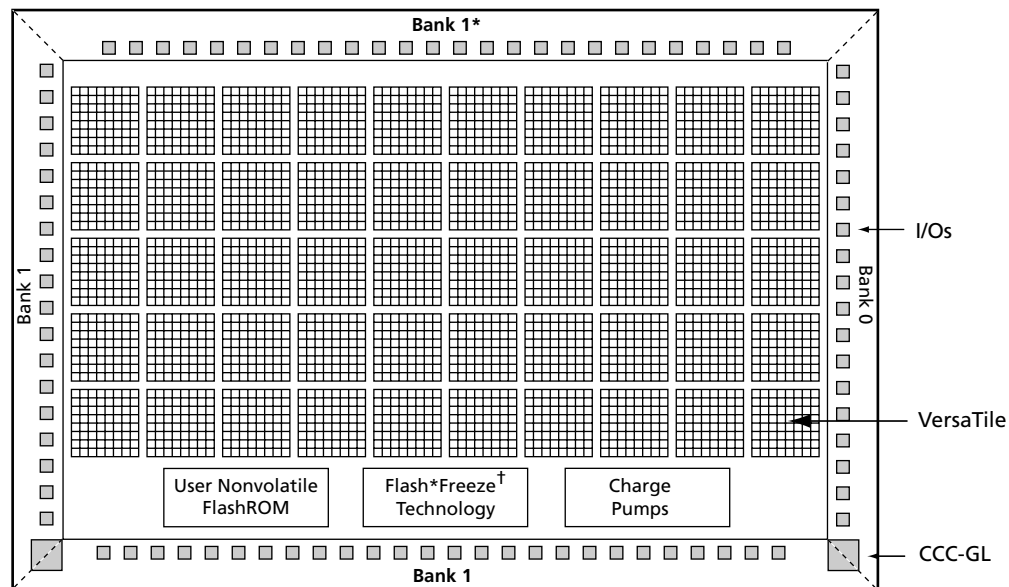 Bank 1*
I/Os
Bank 1
Bank 0
VersaTile
User Nonvolatile
FlashROM
Flash*Freeze†
Technology
Charge
Pumps
CCC-GL
Bank 1